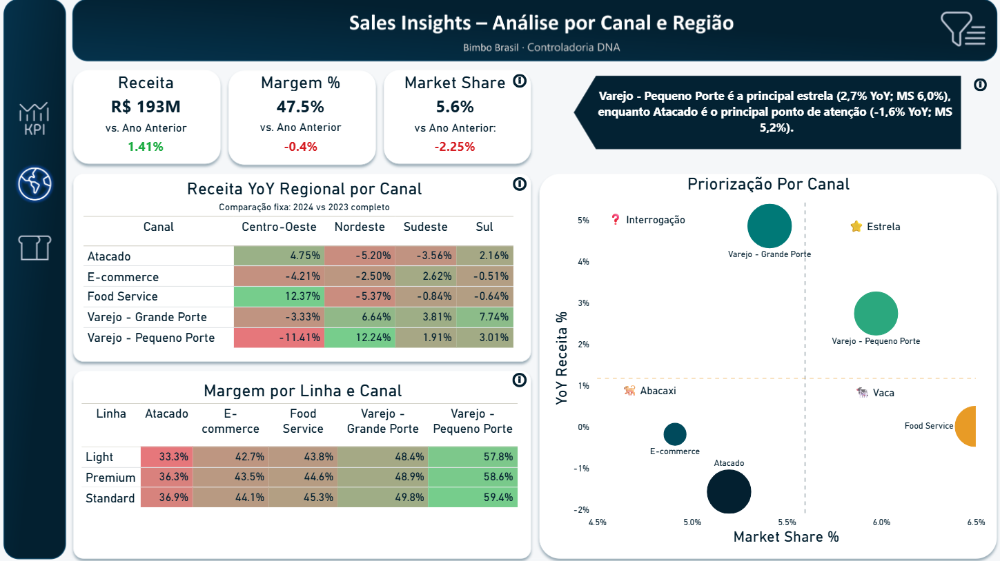 Sales Insights – Análise por Canal e Região
Bimbo Brasil · Controladoria DNA
KPI
Receita
R$ 193M
vs. Ano Anterior
1.41%
Margem %
47.5%
vs. Ano Anterior
-0.4%
Market Share
5.6%
vs Ano Anterior:
-2.25%
Varejo - Pequeno Porte é a principal estrela (2,7% YoY; MS 6,0%),
enquanto Atacado é o principal ponto de atenção (-1,6% YoY; MS
5,2%).
Receita YoY Regional por Canal
Comparação fixa: 2024 vs 2023 completo
Canal Centro-Oeste Nordeste Sudeste Sul
Atacado 4.75% -5.20% -3.56% 2.16%
E-commerce -4.21% -2.50% 2.62% -0.51%
Food Service 12.37% -5.37% -0.84% -0.64%
Varejo - Grande Porte -3.33% 6.64% 3.81% 7.74%
Varejo - Pequeno Porte -11.41% 12.24% 1.91% 3.01%
Margem por Linha e Canal
Linha Atacado E- Food Varejo - Varejo -
commerce Service Grande Porte Pequeno Porte
Light 33.3% 42.7% 43.8% 48.4% 57.8%
Premium 36.3% 43.5% 44.6% 48.9% 58.6%
Standard 36.9% 44.1% 45.3% 49.8% 59.4%
Priorização Por Canal
YoY Receita %
5%
4%
3%
2%
1%
0%
-1%
-2%
❓ Interrogação
⭐ Estrela
Varejo - Grande Porte
Varejo - Pequeno Porte
Abacaxi
Vaca
Food Service
E-commerce
Atacado
4.5% 5.0% 5.5% 6.0% 6.5%
Market Share %